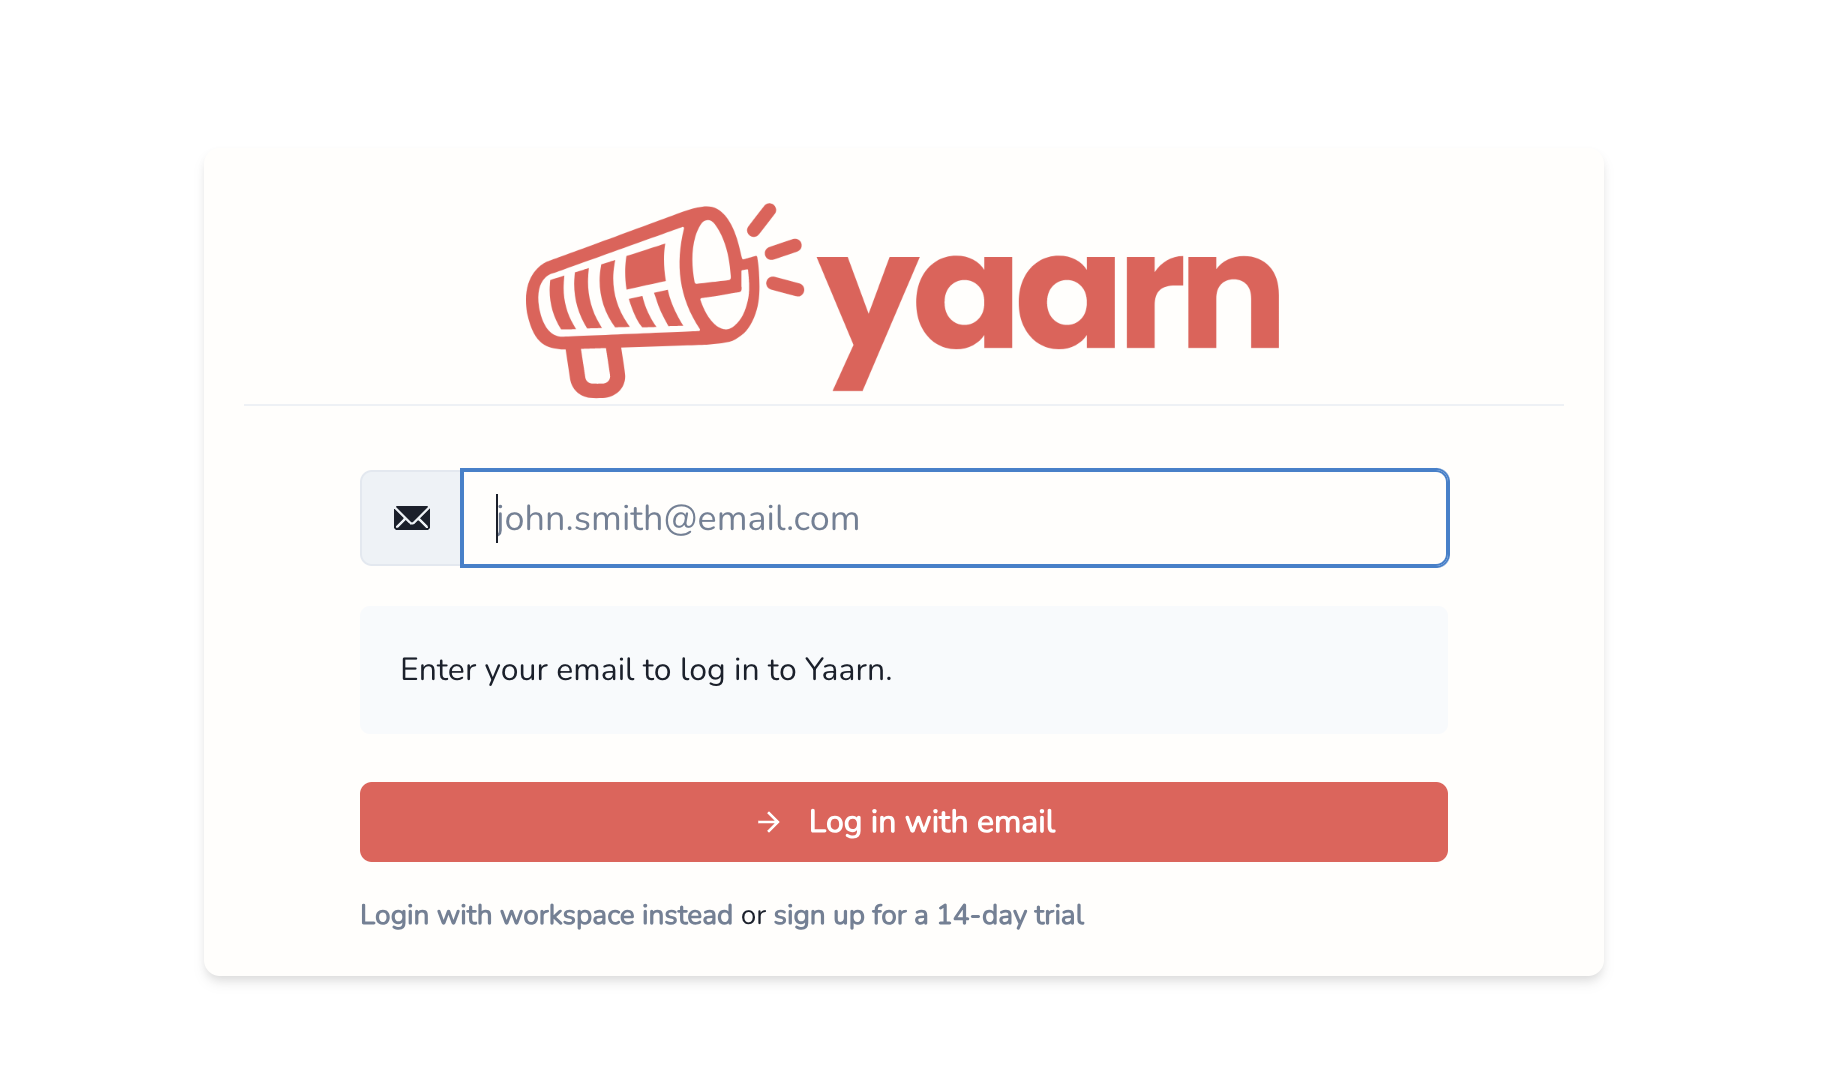 yaarn
john.smith@email.com
Enter your email to log in to Yaarn.
Log in with email
Login with workspace instead or sign up for a 14-day trial